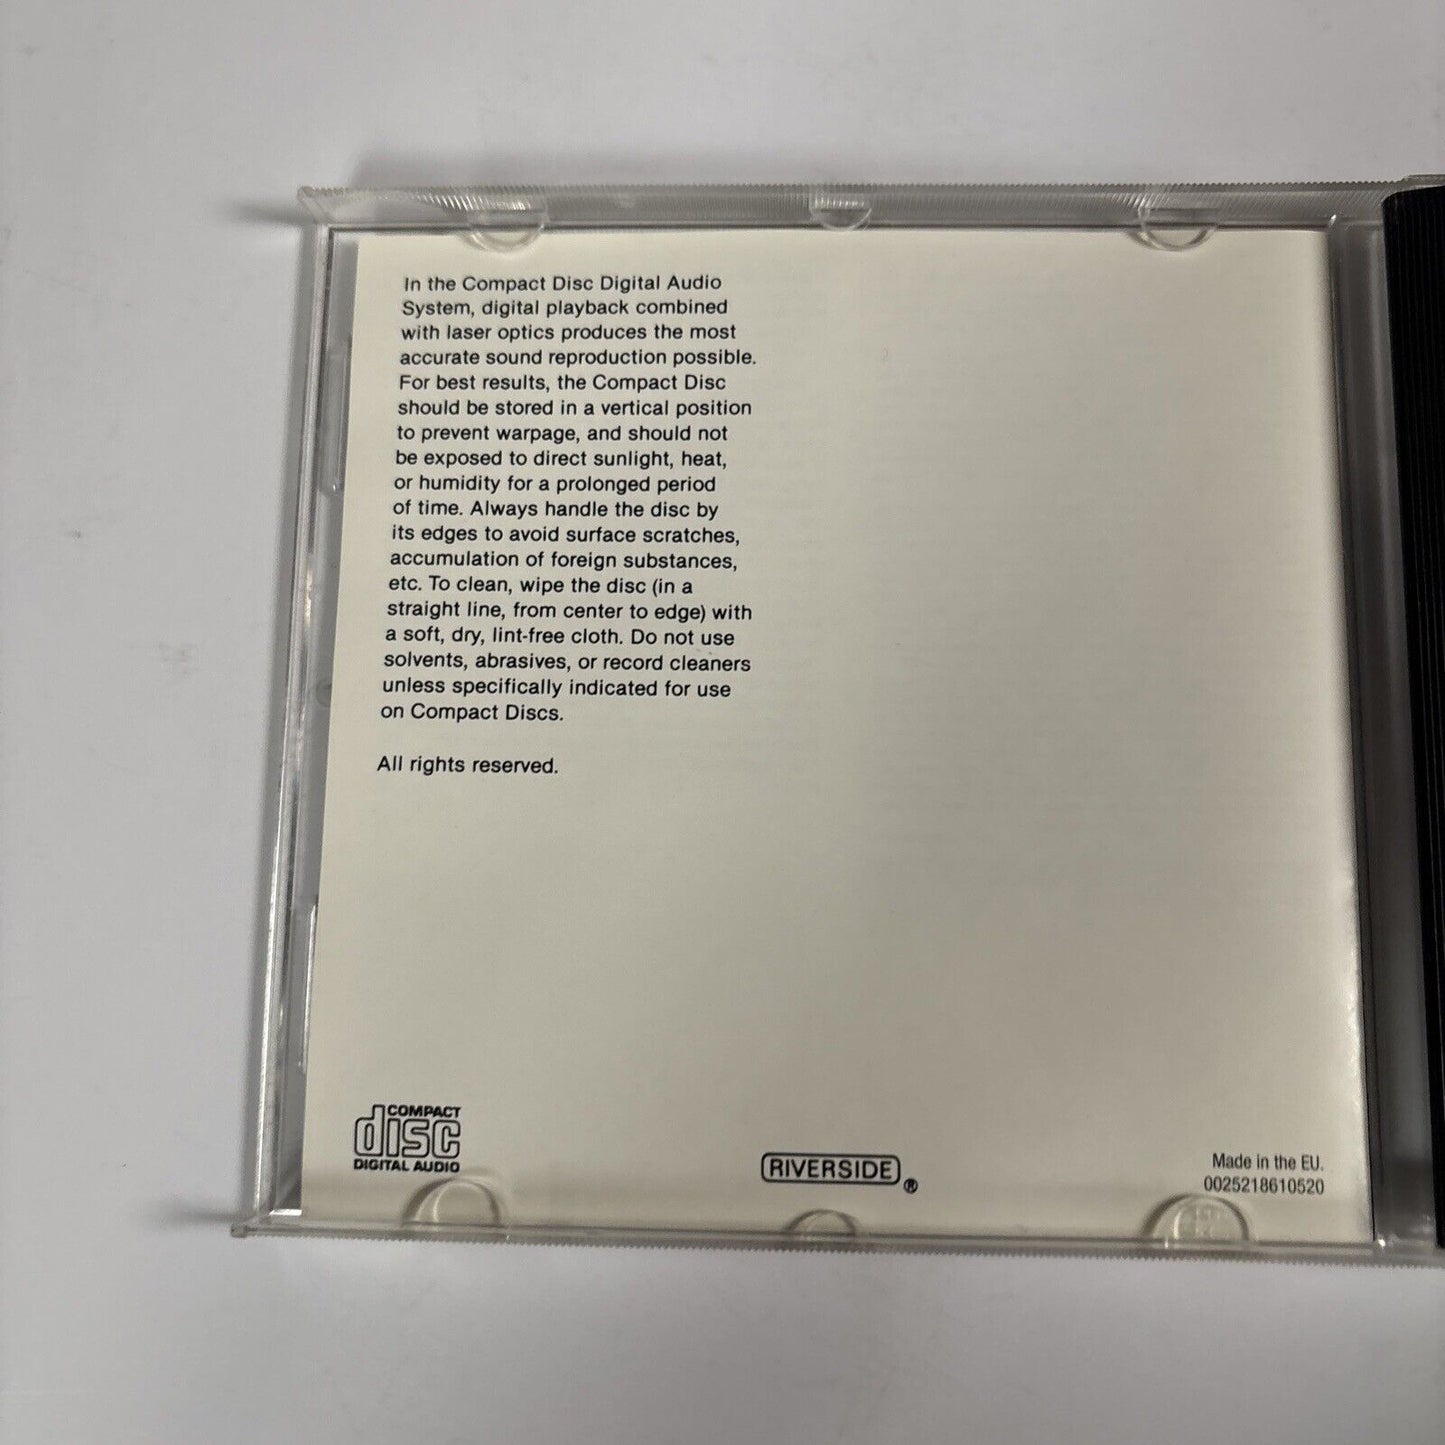 In the Compact Disc Digital Audio
System, digital playback combined
with laser optics produces the most
accurate sound reproduction possible.
For best results, the Compact Disc
should be stored in a vertical position
to prevent warpage, and should not
be exposed to direct sunlight, heat,
or humidity for a prolonged period
of time. Always handle the disc by
its edges to avoid surface scratches,
accumulation of foreign substances,
etc. To clean, wipe the disc (in a
straight line, from center to edge) with
a soft, dry, lint-free cloth. Do not use
solvents, abrasives, or record cleaners
unless specifically indicated for use
on Compact Discs.
All rights reserved.
COMPACT
disc
DIGITAL AUDIO
RIVERSIDE®
Made in the EU.
0025218610520